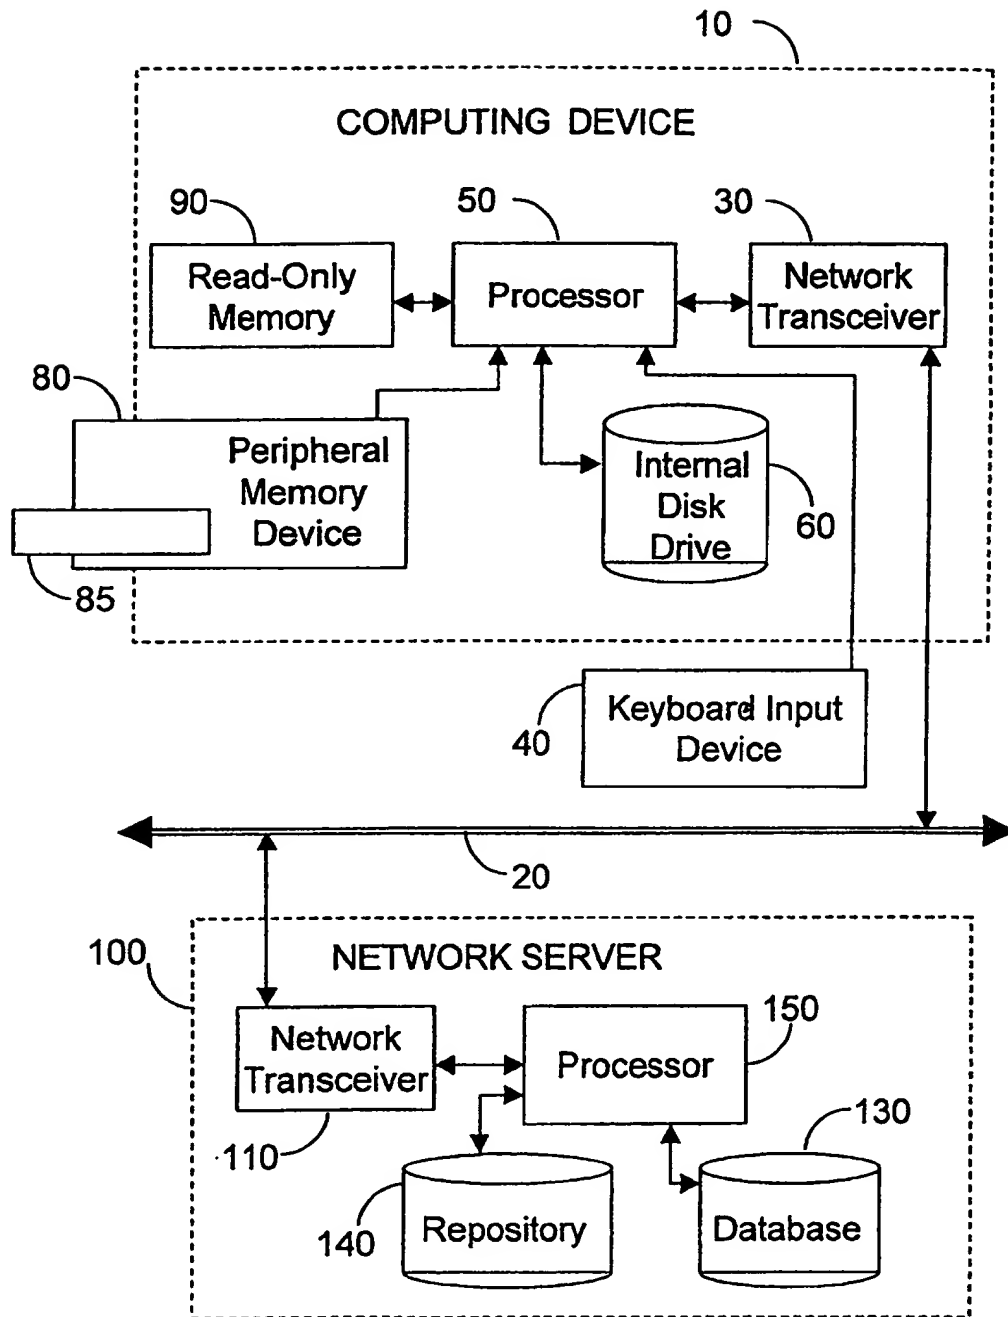 10
COMPUTING DEVICE
90
50
30
Read-Only
Memory
Processor
Network
Transceiver
80
Peripheral
Memory
Device
Internal
Disk
Drive
60
85
40
Keyboard Input
Device
20
100
NETWORK SERVER
150
Network
Transceiver
Processor
110
130
140
Repository
Database